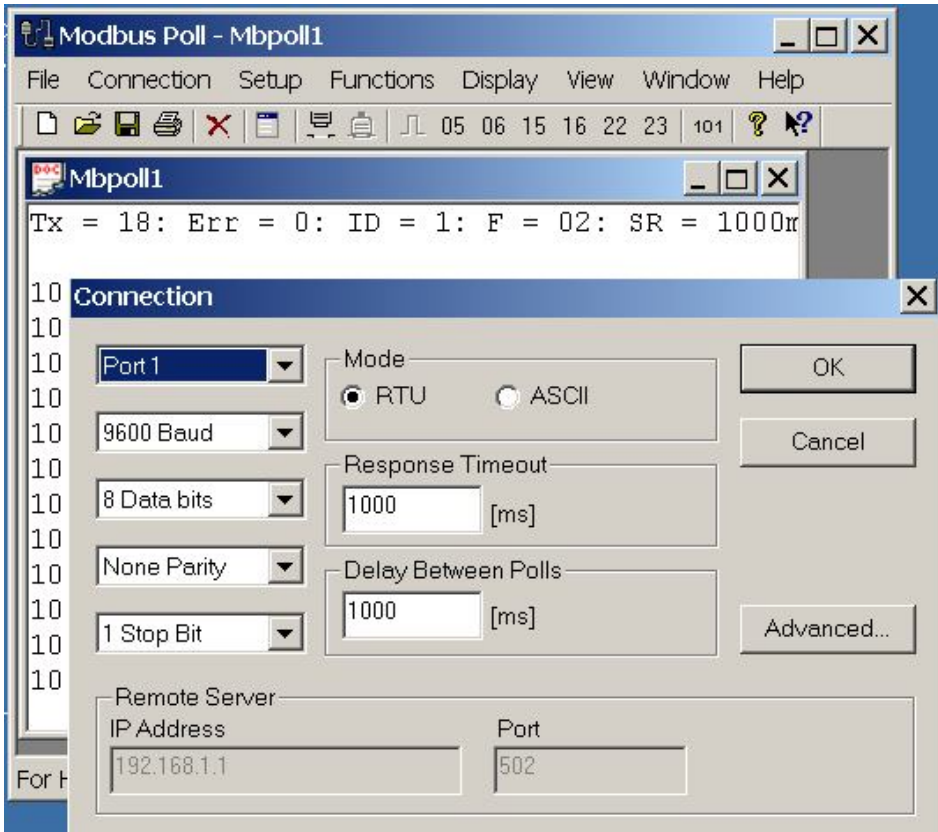 Modbus Poll - Mbpoll1
File Connection Setup Functions Display View Window Help
05 06 15 16 22 23 101
Mbpoll1
Tx = 18: Err = 0: ID = 1: F = 02: SR = 1000m
10
10
10
10
10
10
10
10
10
10
10
10
Connection
Port 1
9600 Baud
8 Data bits
None Parity
1 Stop Bit
Mode
RTU ASCII
Response Timeout
1000 [ms]
Delay Between Polls
1000 [ms]
OK
Cancel
Advanced...
Remote Server
IP Address Port
192.168.1.1 502
For H